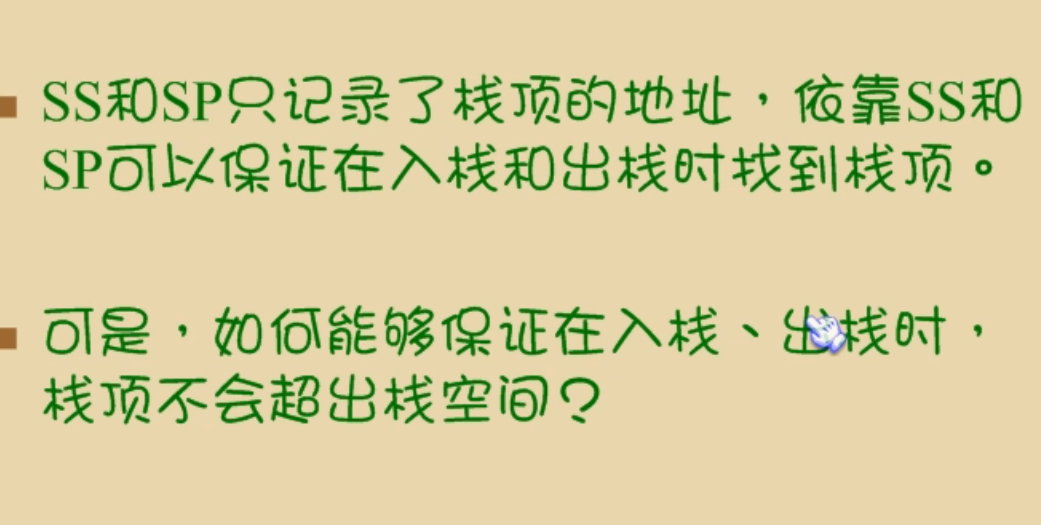 SS和SP只记录了栈顶的地址，依靠SS和
SP可以保证在入栈和出栈时找到栈顶。
可是，如何能够保证在入栈、出栈时，
栈顶不会超出栈空间？